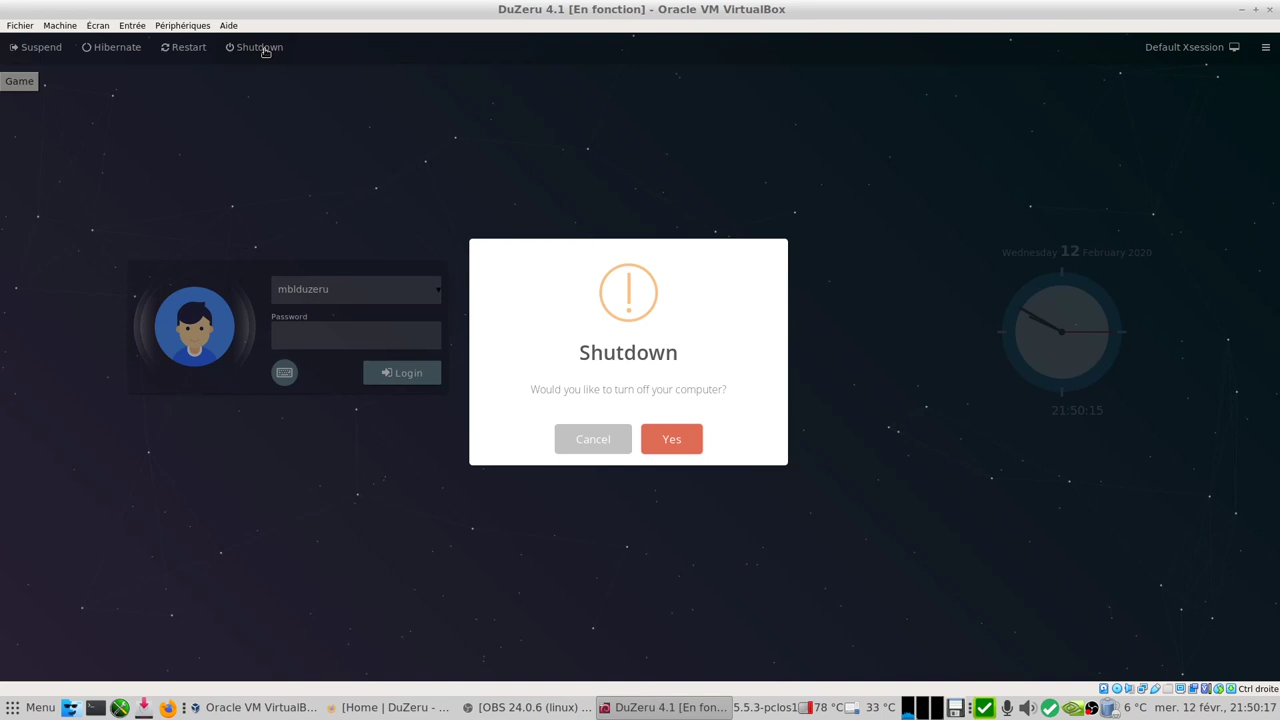 DuZeru 4.1 [En fonction] - Oracle VM VirtualBox
Fichier Machine Écran Entrée Périphériques Aide
Suspend Hibernate Restart Shutdown Default Xsession
Game
Wednesday 12 February 2020
mblduzeru
Password
Login
21:50:15
Shutdown
Would you like to turn off your computer?
Cancel Yes
Ctrl droite
Menu Oracle VM VirtualB... [Home | DuZeru - ... [OBS 24.0.6 (linux) ... DuZeru 4.1 [En fonc... 5.5.3-pclos1 78 °C 33 °C 6 °C mer. 12 févr., 21:50:17